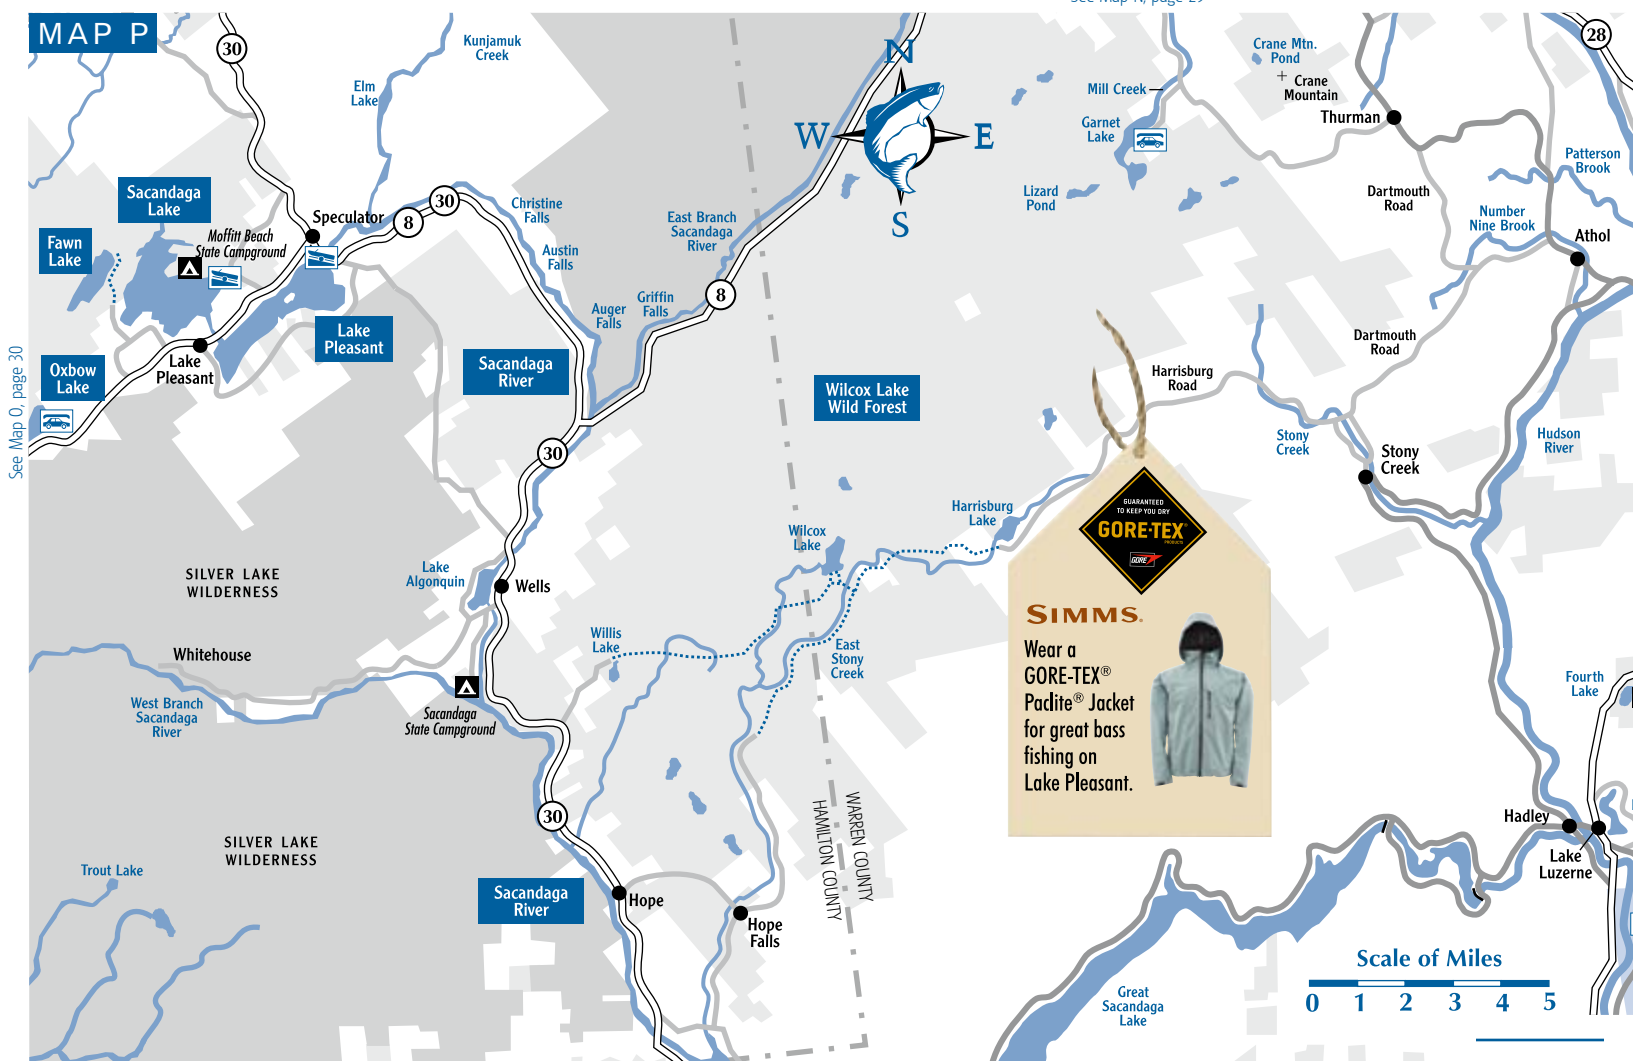 See Map N, page 29
MAP P
30
Kunjamuk
Creek
Elm
Lake
N
W
E
S
Mill Creek
Garnet
Lake
Crane Mtn.
Pond
Crane
Mountain
28
Thurman
Patterson
Brook
Sacandaga
Lake
Speculator
8
30
Christine
Falls
Moffitt Beach
State Campground
Fawn
Lake
Austin
Falls
East Branch
Sacandaga
River
Lizard
Pond
Dartmouth
Road
Number
Nine Brook
Athol
8
Griffin
Falls
Auger
Falls
Lake
Pleasant
Lake
Pleasant
Oxbow
Lake
See Map O, page 30
Sacandaga
River
Wilcox Lake
Wild Forest
Dartmouth
Road
Harrisburg
Road
Stony
Creek
Stony
Creek
Hudson
River
30
Harrisburg
Lake
Wilcox
Lake
Lake
Algonquin
Wells
SILVER LAKE
WILDERNESS
Willis
Lake
East
Stony
Creek
Whitehouse
West Branch
Sacandaga
River
Sacandaga
State Campground
GUARANTEED
TO KEEP YOU DRY
GORE-TEX®
PRODUCTS
GORE
SIMMS®
Wear a
GORE-TEX®
Paclite® Jacket
for great bass
fishing on
Lake Pleasant.
Fourth
Lake
30
WARREN COUNTY
HAMILTON COUNTY
SILVER LAKE
WILDERNESS
Trout Lake
Sacandaga
River
Hope
Hope
Falls
Hadley
Lake
Luzerne
Great
Sacandaga
Lake
Scale of Miles
0 1 2 3 4 5